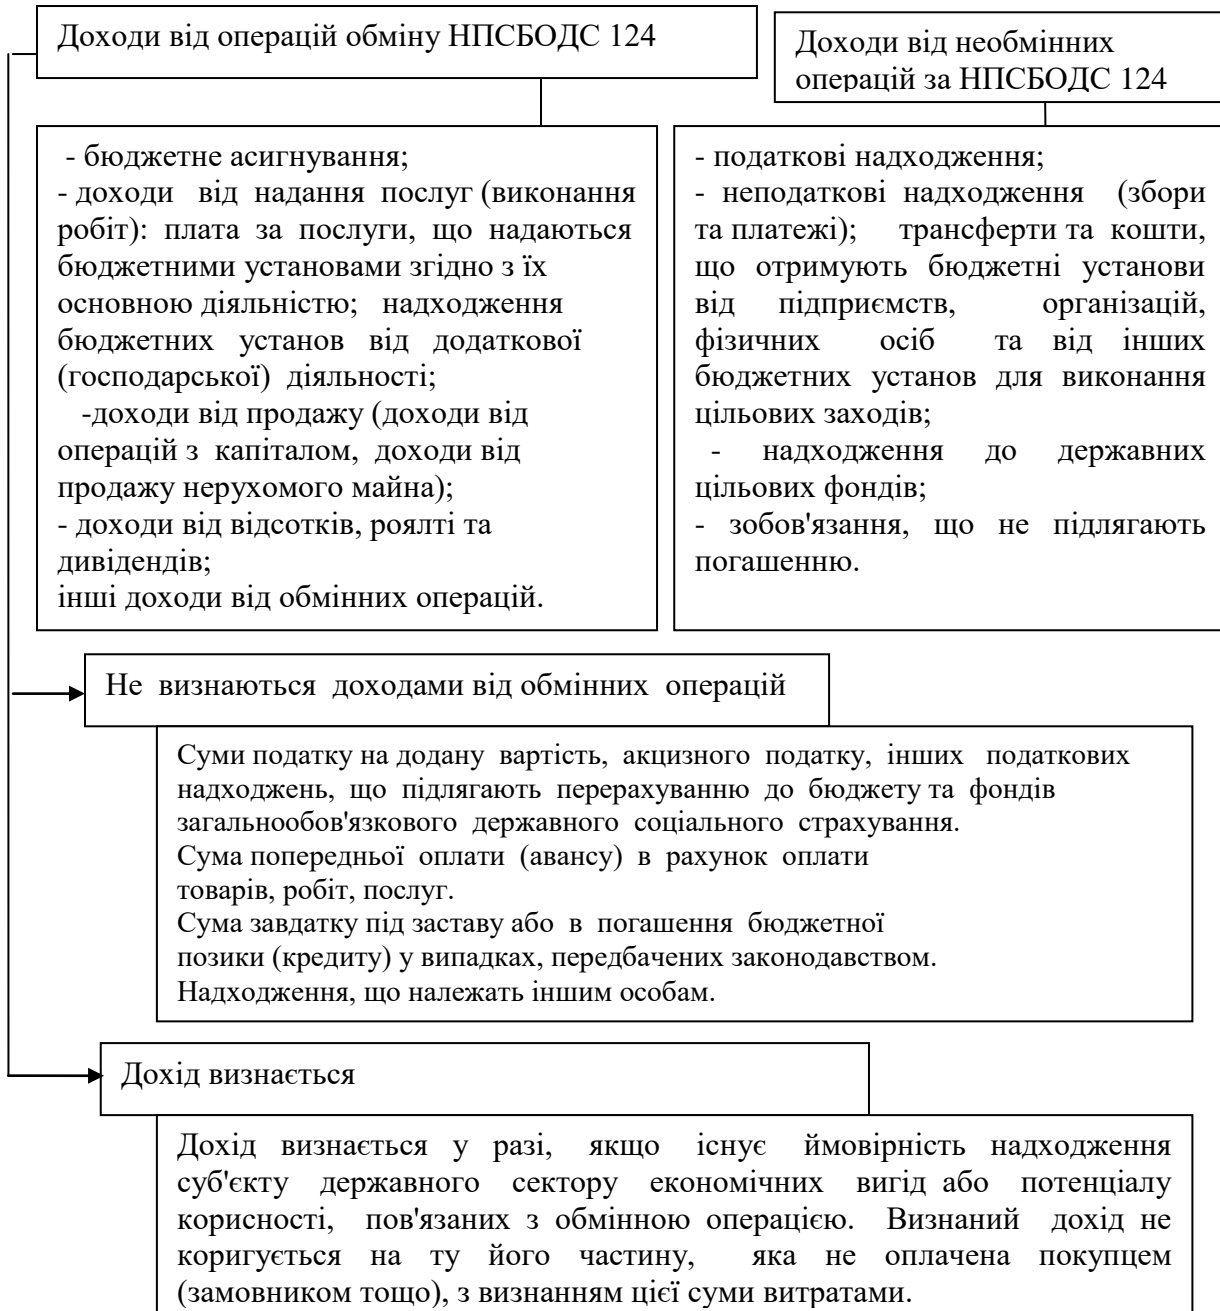 Доходи від операцій обміну НПСБОДС 124
Доходи від необмінних
операцій за НПСБОДС 124
- бюджетне асигнування;
- доходи від надання послуг (виконання
робіт): плата за послуги, що надаються
бюджетними установами згідно з їх
основною діяльністю; надходження
бюджетних установ від додаткової
(господарської) діяльності;
-доходи від продажу (доходи від
операцій з капіталом, доходи від
продажу нерухомого майна);
- доходи від відсотків, роялті та
дивідендів;
інші доходи від обмінних операцій.
- податкові надходження;
- неподаткові надходження (збори
та платежі); трансферти та кошти,
що отримують бюджетні установи
від підприємств, організацій,
фізичних осіб та від інших
бюджетних установ для виконання
цільових заходів;
- надходження до державних
цільових фондів;
- зобов'язання, що не підлягають
погашенню.
Не визнаються доходами від обмінних операцій
Суми податку на додану вартість, акцизного податку, інших податкових
надходжень, що підлягають перерахуванню до бюджету та фондів
загальнообов'язкового державного соціального страхування.
Сума попередньої оплати (авансу) в рахунок оплати
товарів, робіт, послуг.
Сума завдатку під заставу або в погашення бюджетної
позики (кредиту) у випадках, передбачених законодавством.
Надходження, що належать іншим особам.
Дохід визнається
Дохід визнається у разі, якщо існує ймовірність надходження
суб'єкту державного сектору економічних вигід або потенціалу
корисності, пов'язаних з обмінною операцією. Визнаний дохід не
коригується на ту його частину, яка не оплачена покупцем
(замовником тощо), з визнанням цієї суми витратами.